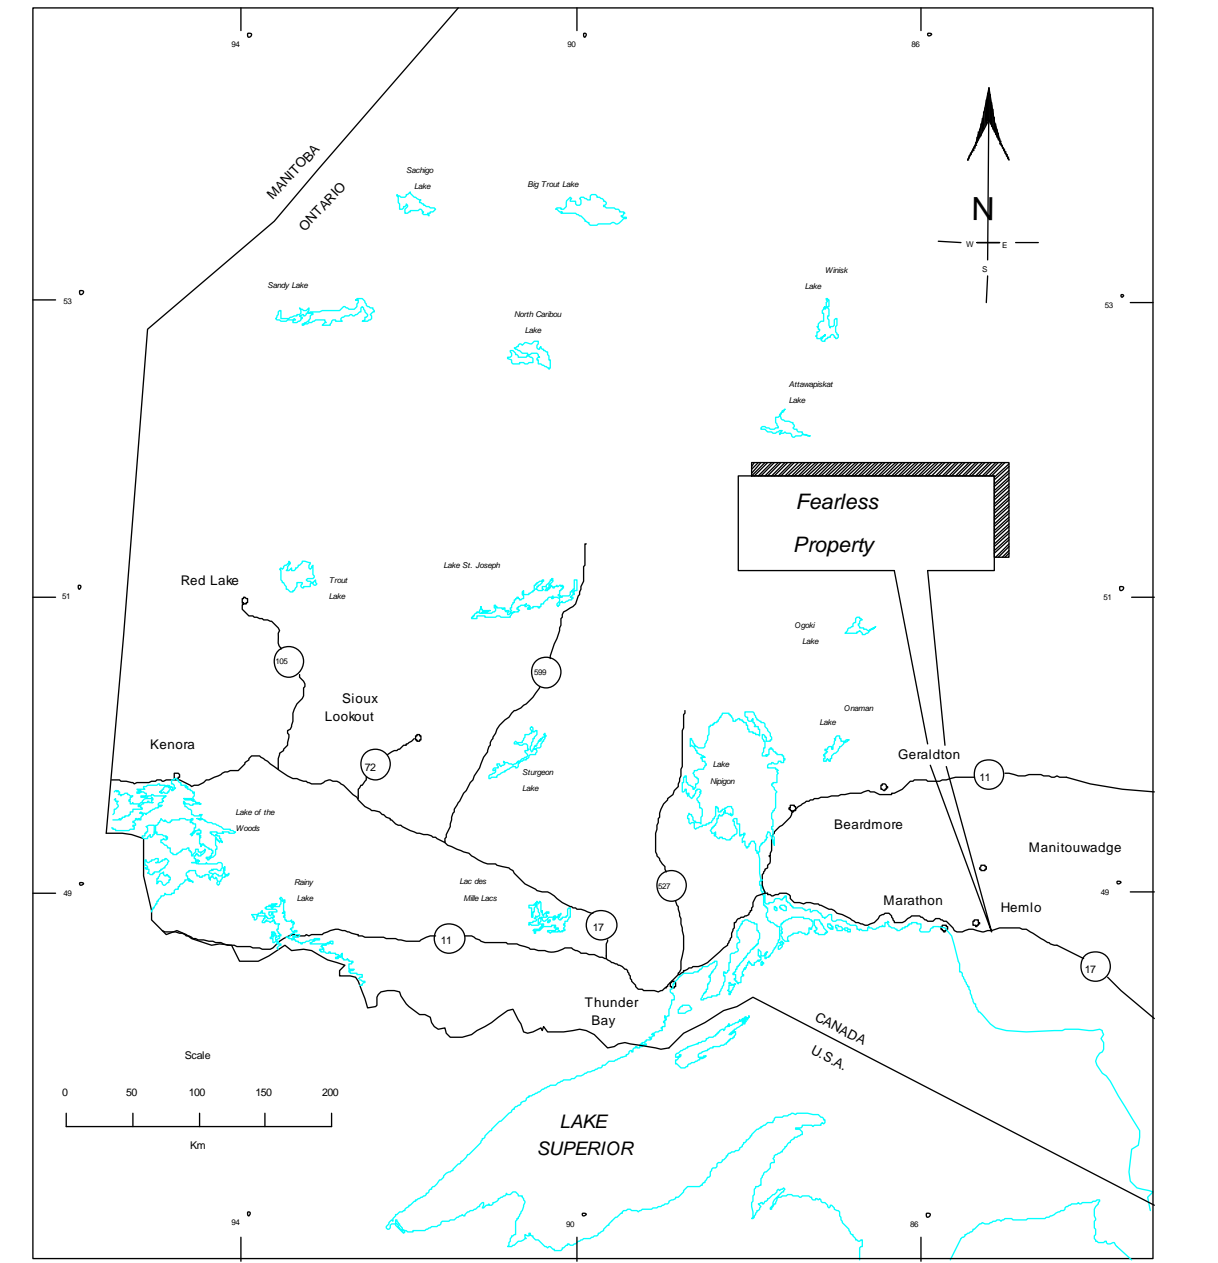 94°
90°
86°
MANITOBA
ONTARIO
Sachigo
Lake
Big Trout Lake
N
W
E
S
Sandy Lake
Winisk
Lake
53°
53°
North Caribou
Lake
Attawapiskat
Lake
Fearless
Property
Lake St. Joseph
Red Lake
Trout
Lake
51°
51°
Ogoki
Lake
105
599
Sioux
Lookout
Onaman
Lake
Kenora
Geraldton
72
Sturgeon
Lake
Lake
Nipigon
11
Lake of the
Woods
Beardmore
Manitouwadge
Rainy
Lake
Lac des
Mille Lacs
527
49°
49°
Marathon
Hemlo
11
17
17
Thunder
Bay
CANADA
U.S.A.
Scale
0
50
100
150
200
Km
LAKE
SUPERIOR
94°
90°
86°